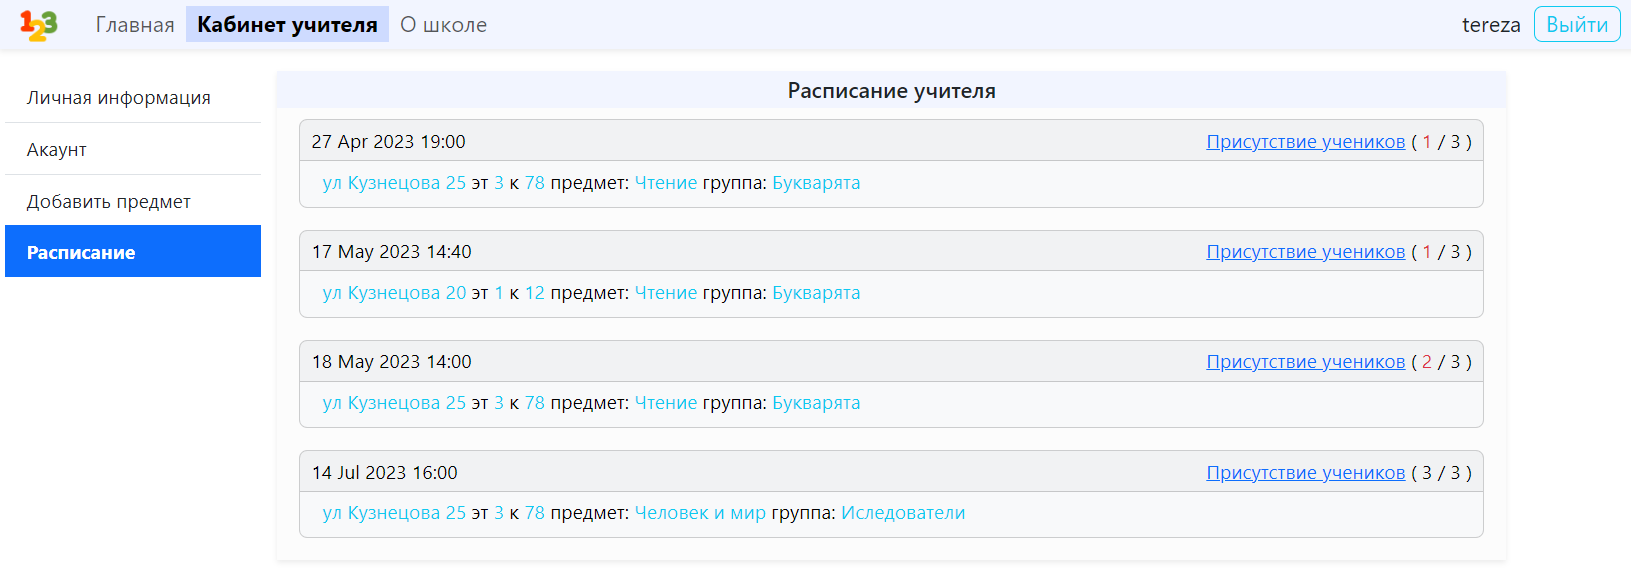 123 Главная Кабинет учителя О школе tereza Выйти
Личная информация
Акаунт
Добавить предмет
Расписание
Расписание учителя
27 Apr 2023 19:00 Присутствие учеников ( 1 / 3 )
ул Кузнецова 25 эт 3 к 78 предмет: Чтение группа: Букварята
17 May 2023 14:40 Присутствие учеников ( 1 / 3 )
ул Кузнецова 20 эт 1 к 12 предмет: Чтение группа: Букварята
18 May 2023 14:00 Присутствие учеников ( 2 / 3 )
ул Кузнецова 25 эт 3 к 78 предмет: Чтение группа: Букварята
14 Jul 2023 16:00 Присутствие учеников ( 3 / 3 )
ул Кузнецова 25 эт 3 к 78 предмет: Человек и мир группа: Иследователи